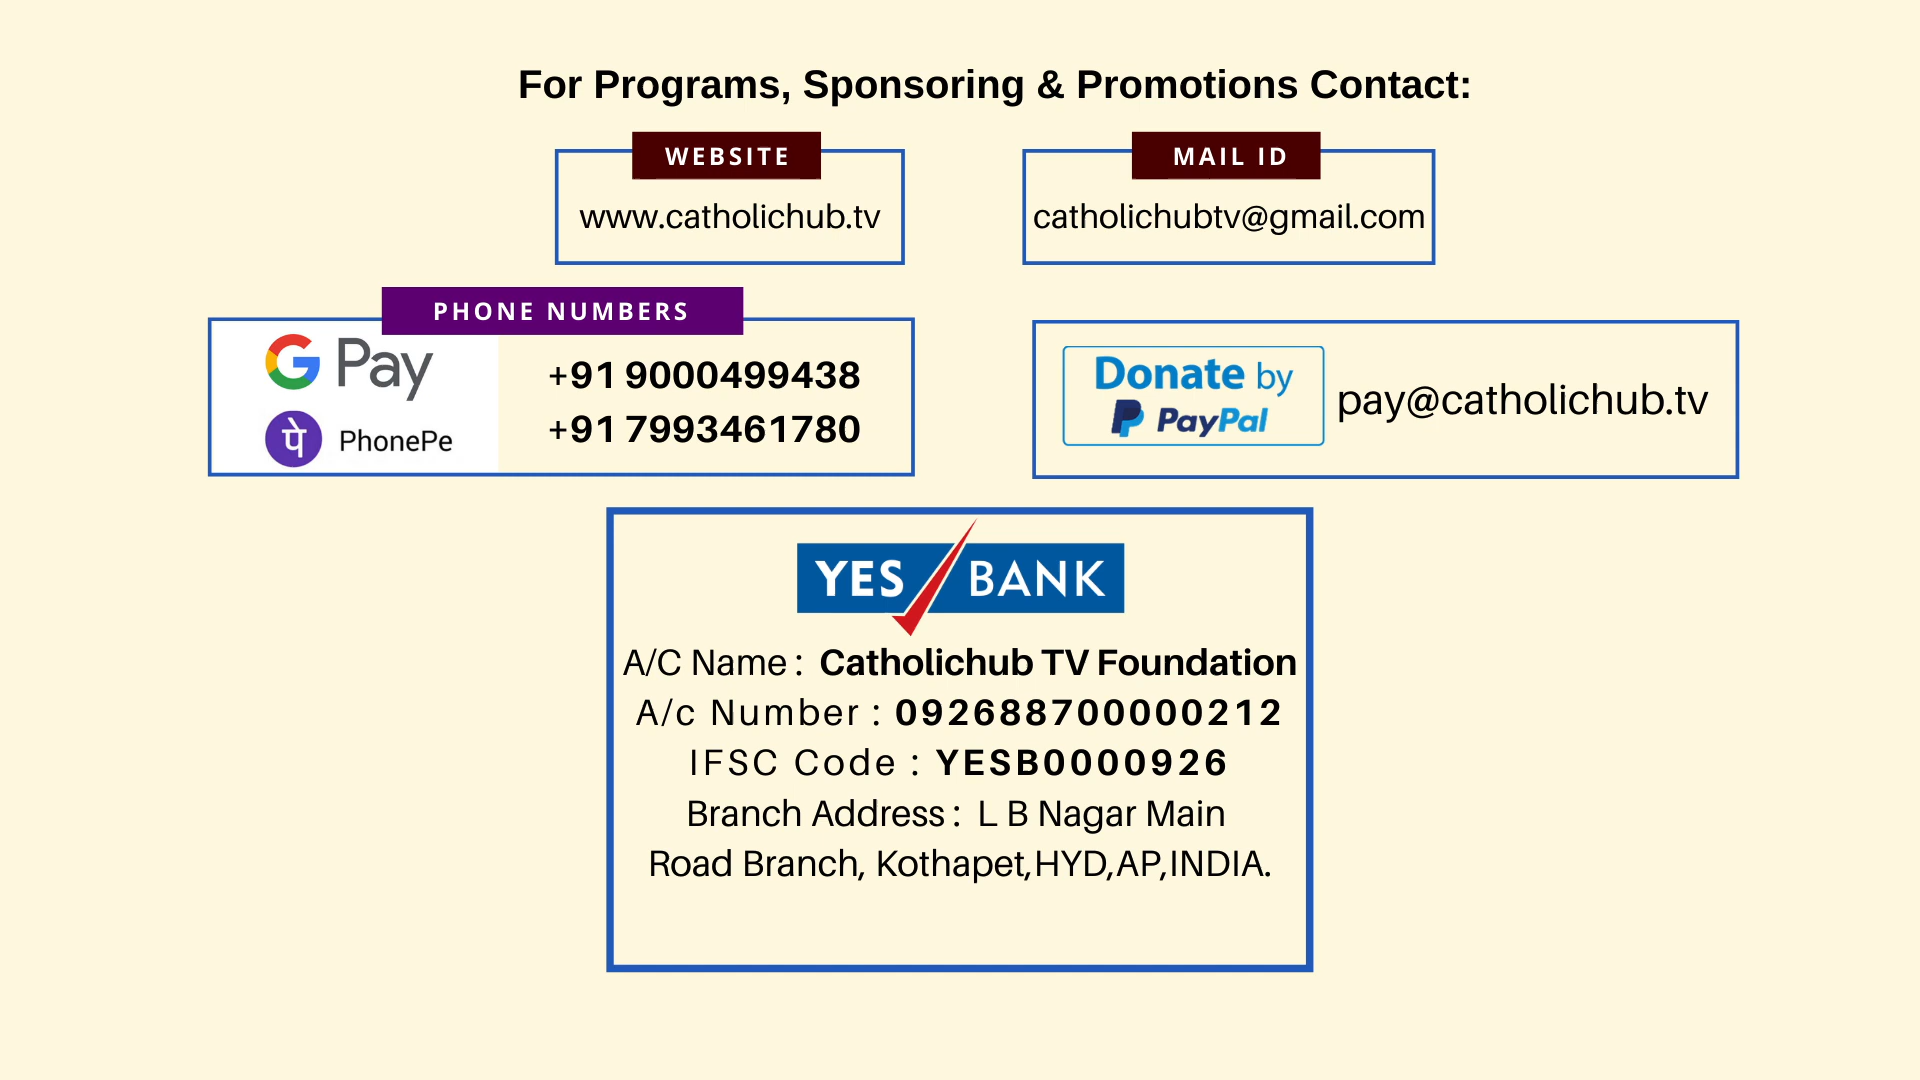 For Programs, Sponsoring & Promotions Contact:
WEBSITE
www.catholichub.tv
MAIL ID
catholichubtv@gmail.com
PHONE NUMBERS
G Pay
पे PhonePe
+91 9000499438
+91 7993461780
Donate by
PayPal
pay@catholichub.tv
YES BANK
A/C Name : Catholichub TV Foundation
A/c Number : 092688700000212
IFSC Code : YESB0000926
Branch Address : L B Nagar Main
Road Branch, Kothapet,HYD,AP,INDIA.